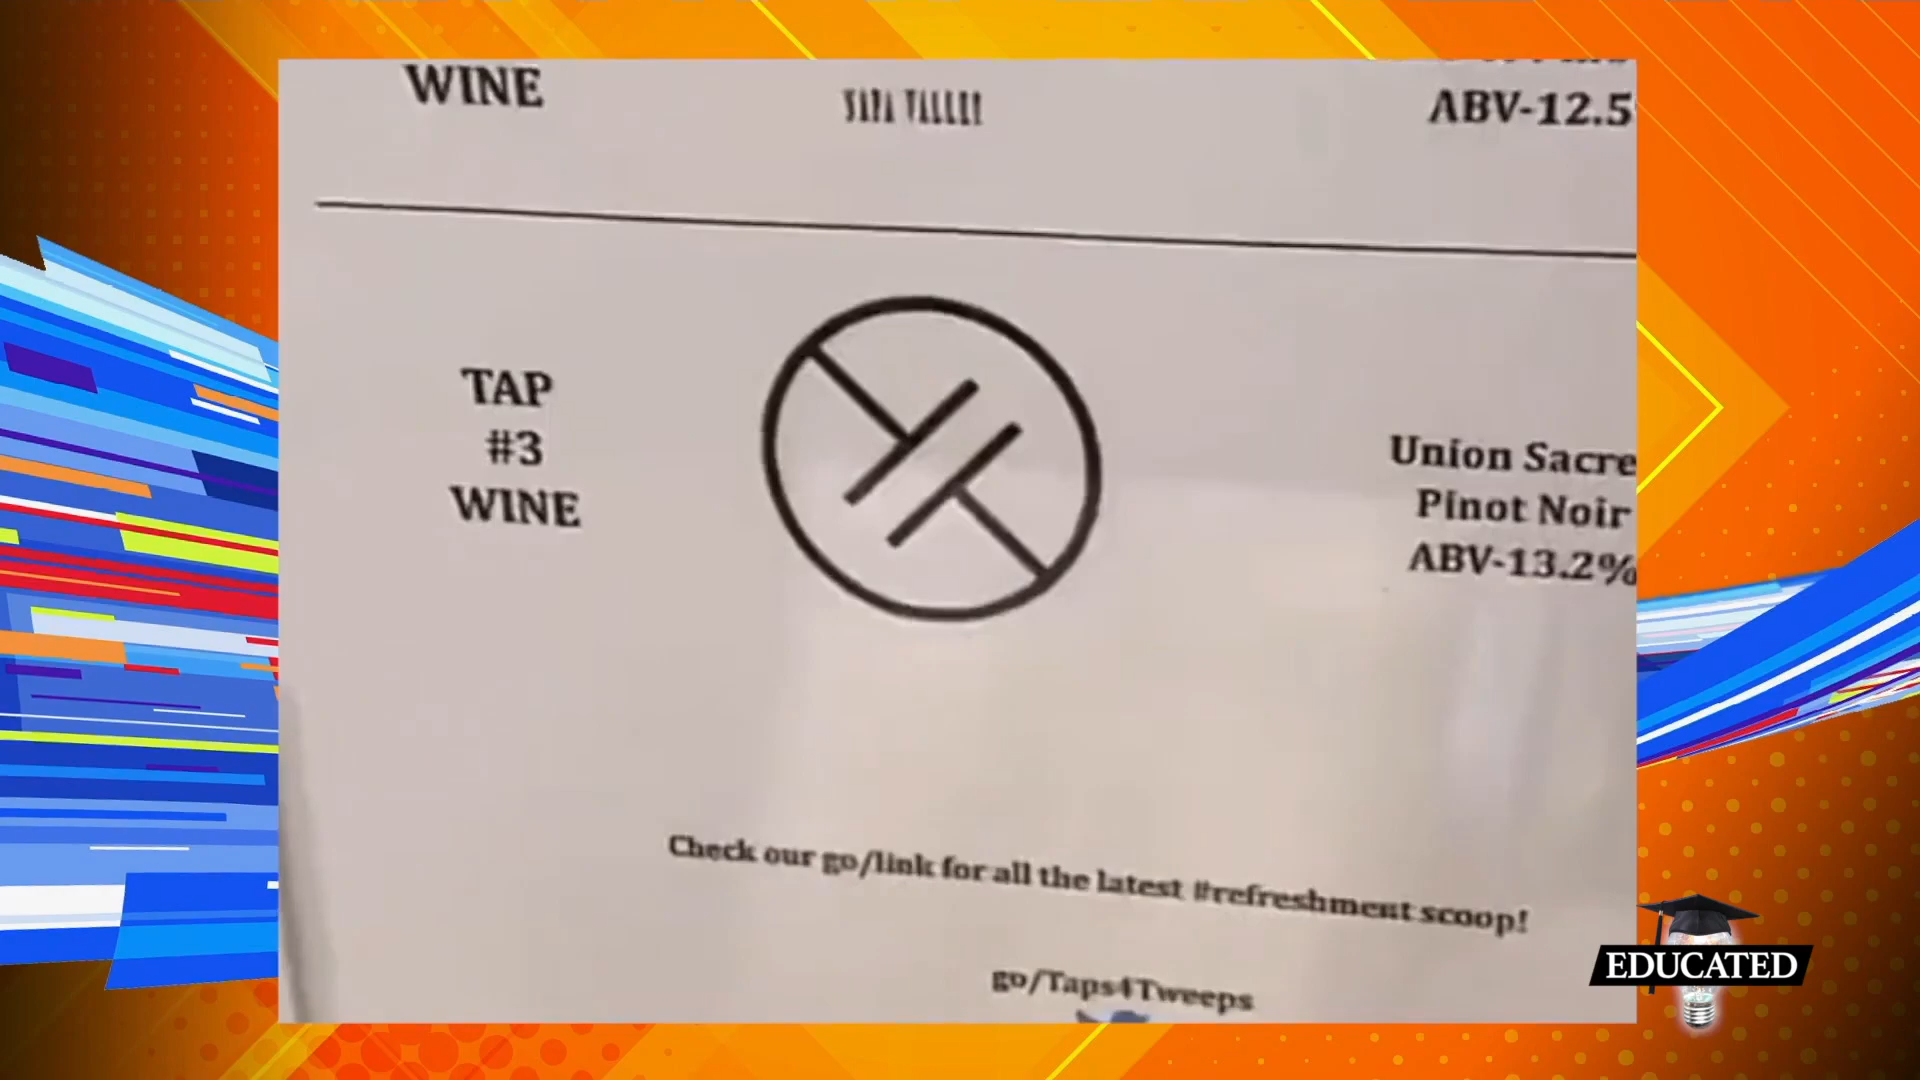 WINE
ABV-12.5
TAP
#3
WINE
Union Sacre
Pinot Noir
ABV-13.2%
Check our go/link for all the latest #refreshment scoop!
go/Taps4Tweeps
EDUCATED